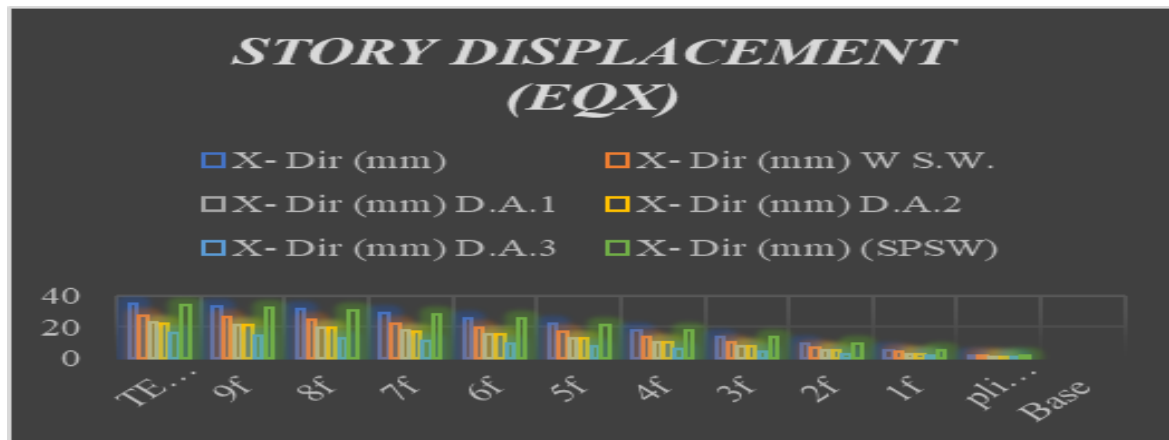 STORY DISPLACEMENT
(EQX)
X- Dir (mm)
X- Dir (mm) W S.W.
X- Dir (mm) D.A.1
X- Dir (mm) D.A.2
X- Dir (mm) D.A.3
X- Dir (mm) (SPSW)
40
20
0
TE...
9f
8f
7f
6f
5f
4f
3f
2f
1f
pli...
Base